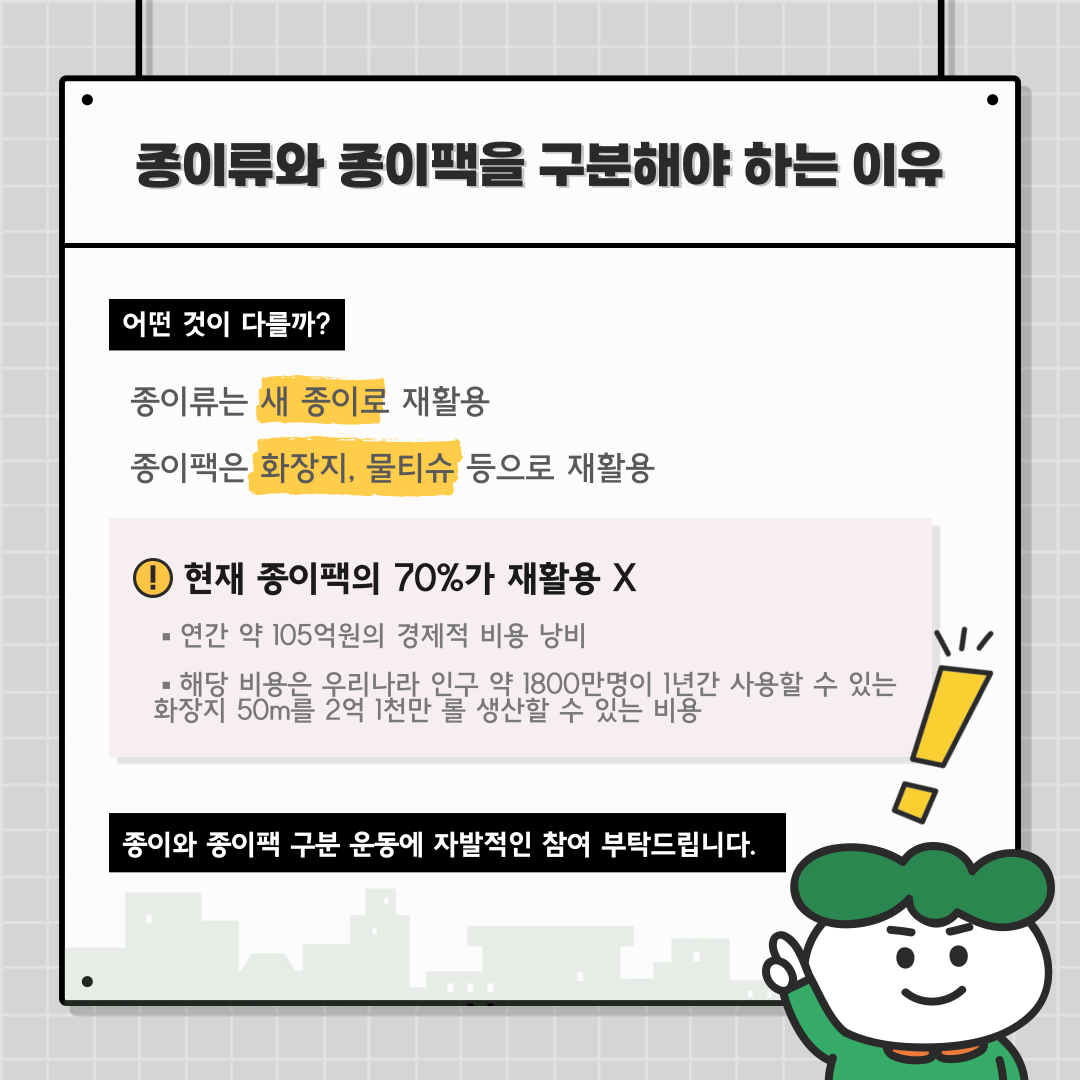 종이류와 종이팩을 구분해야 하는 이유
어떤 것이 다를까?
종이류는 새 종이로 재활용
종이팩은 화장지, 물티슈 등으로 재활용
! 현재 종이팩의 70%가 재활용 X
▪ 연간 약 105억원의 경제적 비용 낭비
▪ 해당 비용은 우리나라 인구 약 1800만명이 1년간 사용할 수 있는
화장지 50m를 2억 1천만 롤 생산할 수 있는 비용
종이와 종이팩 구분 운동에 자발적인 참여 부탁드립니다.